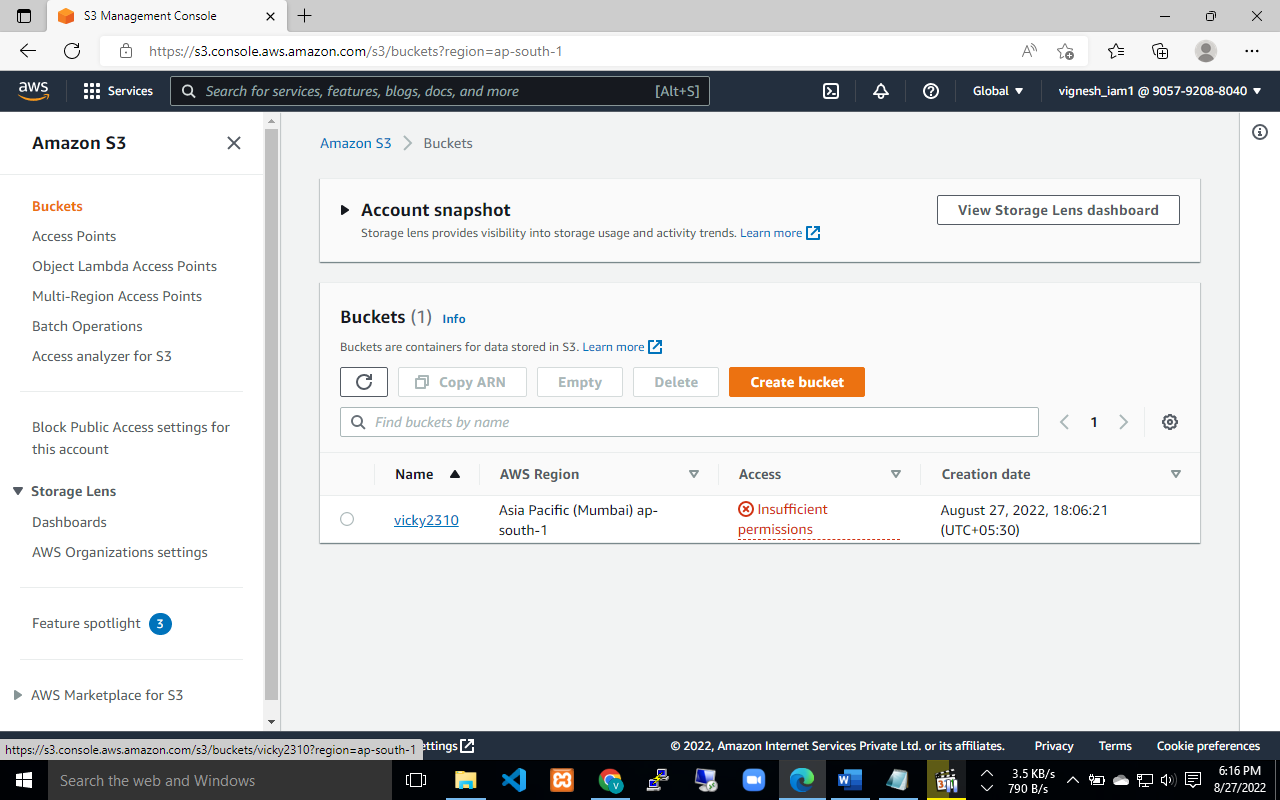 S3 Management Console
https://s3.console.aws.amazon.com/s3/buckets?region=ap-south-1
aws
Services
Search for services, features, blogs, docs, and more
[Alt+S]
Global
vignesh_iam1 @ 9057-9208-8040
Amazon S3
Buckets
Access Points
Object Lambda Access Points
Multi-Region Access Points
Batch Operations
Access analyzer for S3
Block Public Access settings for
this account
Storage Lens
Dashboards
AWS Organizations settings
Feature spotlight 3
AWS Marketplace for S3
Amazon S3 Buckets
Account snapshot
View Storage Lens dashboard
Storage lens provides visibility into storage usage and activity trends. Learn more
Buckets (1) Info
Buckets are containers for data stored in S3. Learn more
Copy ARN
Empty
Delete
Create bucket
Find buckets by name
1
Name AWS Region Access Creation date
vicky2310
Asia Pacific (Mumbai) ap-
south-1
Insufficient
permissions
August 27, 2022, 18:06:21
(UTC+05:30)
https://s3.console.aws.amazon.com/s3/buckets/vicky2310?region=ap-south-1
© 2022, Amazon Internet Services Private Ltd. or its affiliates. Privacy Terms Cookie preferences
Search the web and Windows
3.5 KB/s
790 B/s
6:16 PM
8/27/2022